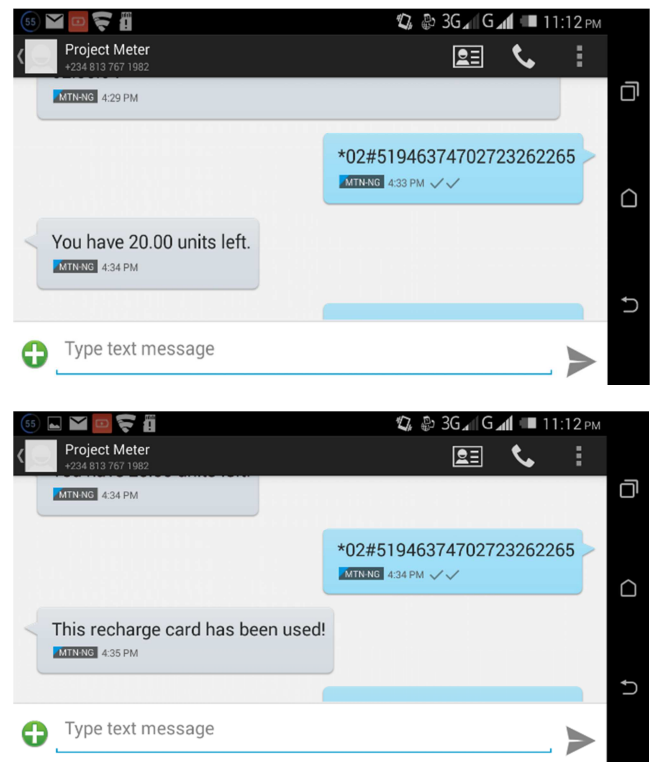 55
3G G 11:12 PM
Project Meter
+234 813 767 1982
MTN-NG 4:29 PM
*02#51946374702723262265
MTN-NG 4:33 PM
You have 20.00 units left.
MTN-NG 4:34 PM
Type text message
55
3G G 11:12 PM
Project Meter
+234 813 767 1982
MTN-NG 4:34 PM
*02#51946374702723262265
MTN-NG 4:34 PM
This recharge card has been used!
MTN-NG 4:35 PM
Type text message